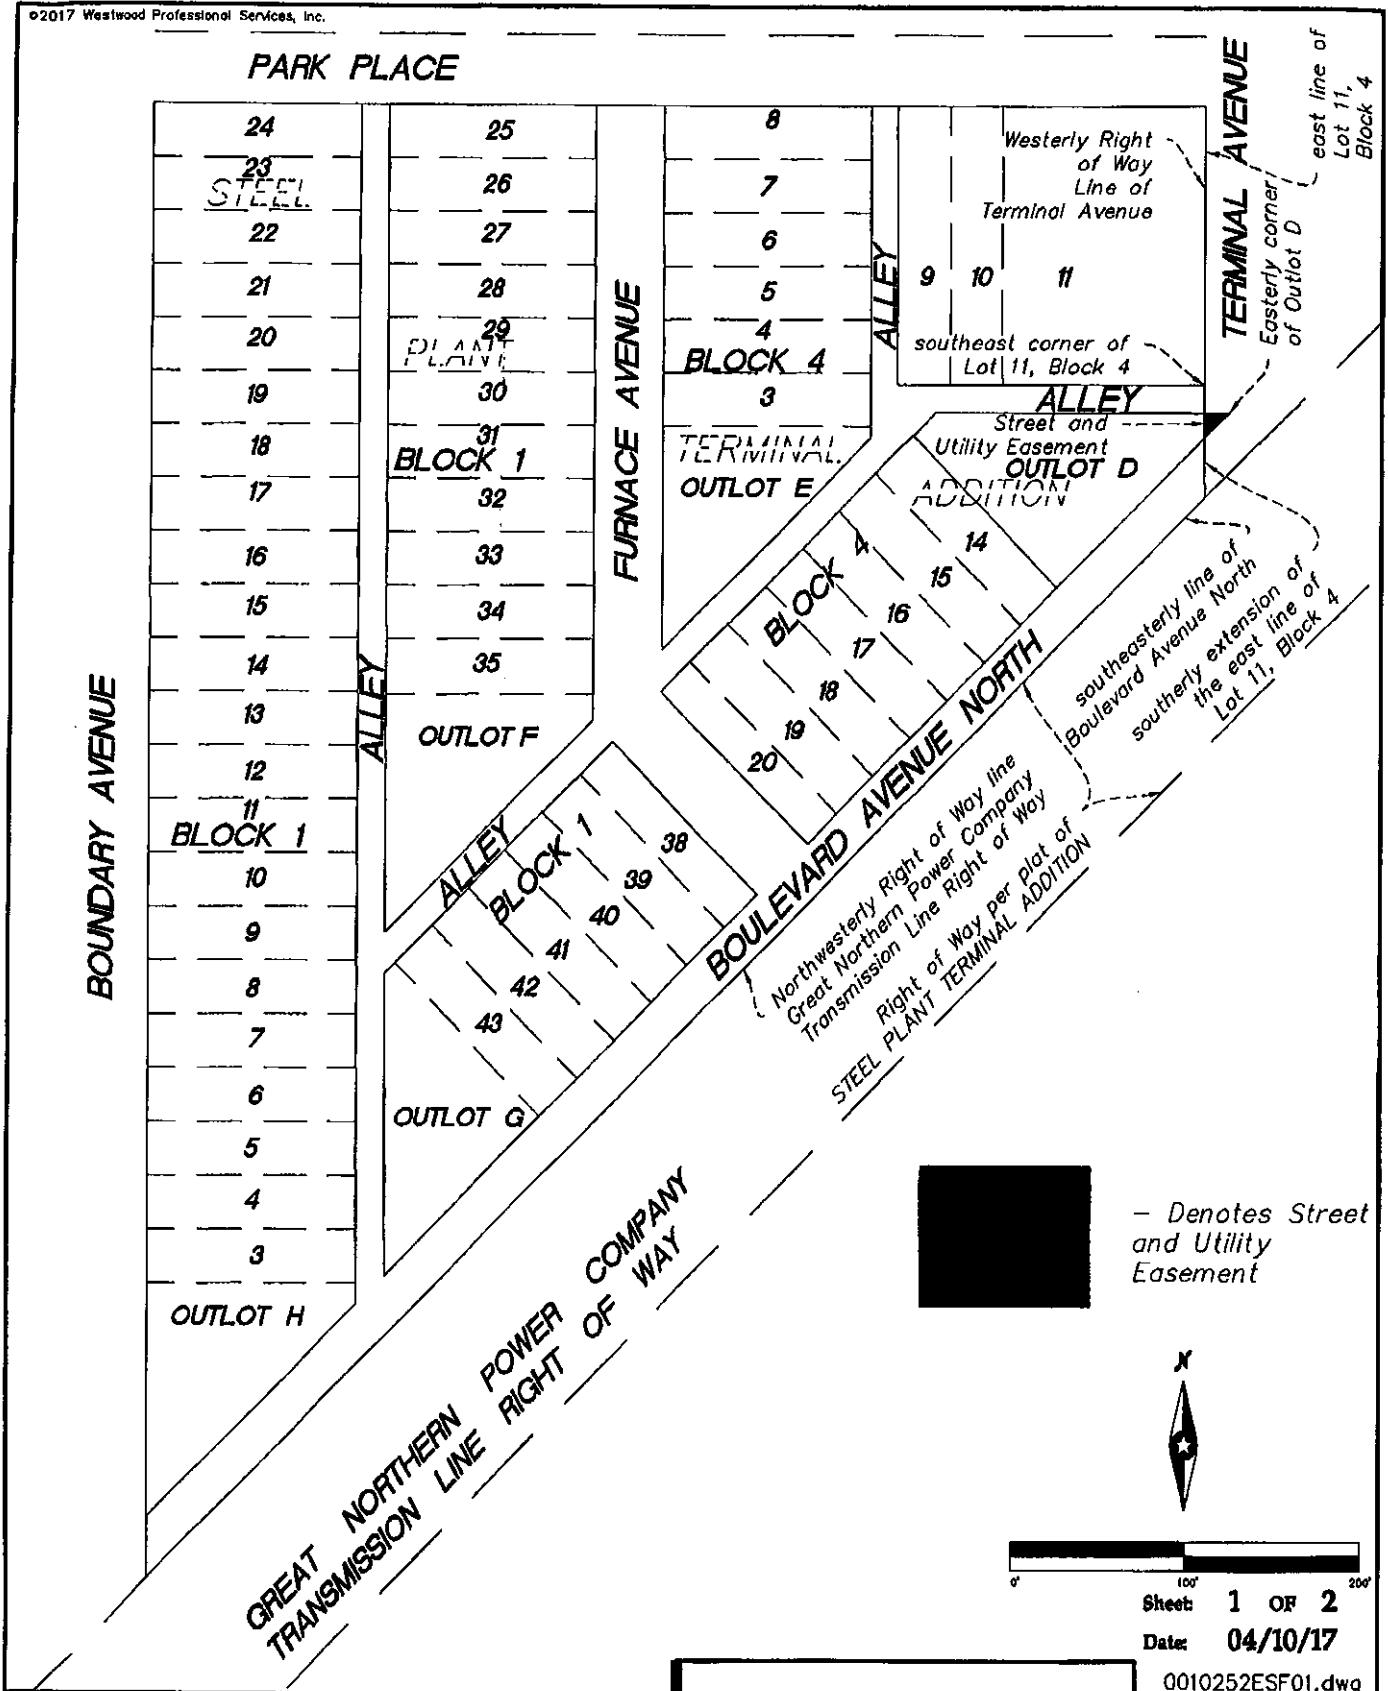 ©2017 Westwood Professional Services, Inc.
PARK PLACE
TERMINAL AVENUE
east line of
Lot 11,
Block 4
24
23
STEEL
22
21
20
19
18
17
16
15
14
13
12
11
BLOCK 1
10
9
8
7
6
5
4
3
OUTLOT H
BOUNDARY AVENUE
ALLEY
25
26
27
28
29
PLANT
30
31
BLOCK 1
32
33
34
35
OUTLOT F
FURNACE AVENUE
8
7
6
5
4
BLOCK 4
3
TERMINAL
OUTLOT E
ALLEY
9
10
11
Westerly Right
of Way
Line of
Terminal Avenue
southeast corner of
Lot 11, Block 4
ALLEY
Easterly corner
of Outlot D
Street and
Utility Easement
OUTLOT D
ADDITION
BLOCK 4
14
15
16
17
18
19
20
ALLEY
BLOCK 1
38
39
40
41
42
43
OUTLOT G
BOULEVARD AVENUE NORTH
southeasterly line of
Boulevard Avenue North
southerly extension of
the east line of
Lot 11, Block 4
Northwesterly Right of Way line
Great Northern Power Company
Transmission Line Right of Way
Right of Way per plat of
STEEL PLANT TERMINAL ADDITION
GREAT NORTHERN POWER COMPANY
TRANSMISSION LINE RIGHT OF WAY
– Denotes Street
and Utility
Easement
N
0' 100' 200'
Sheet: 1 OF 2
Date: 04/10/17
0010252ESF01.dwg